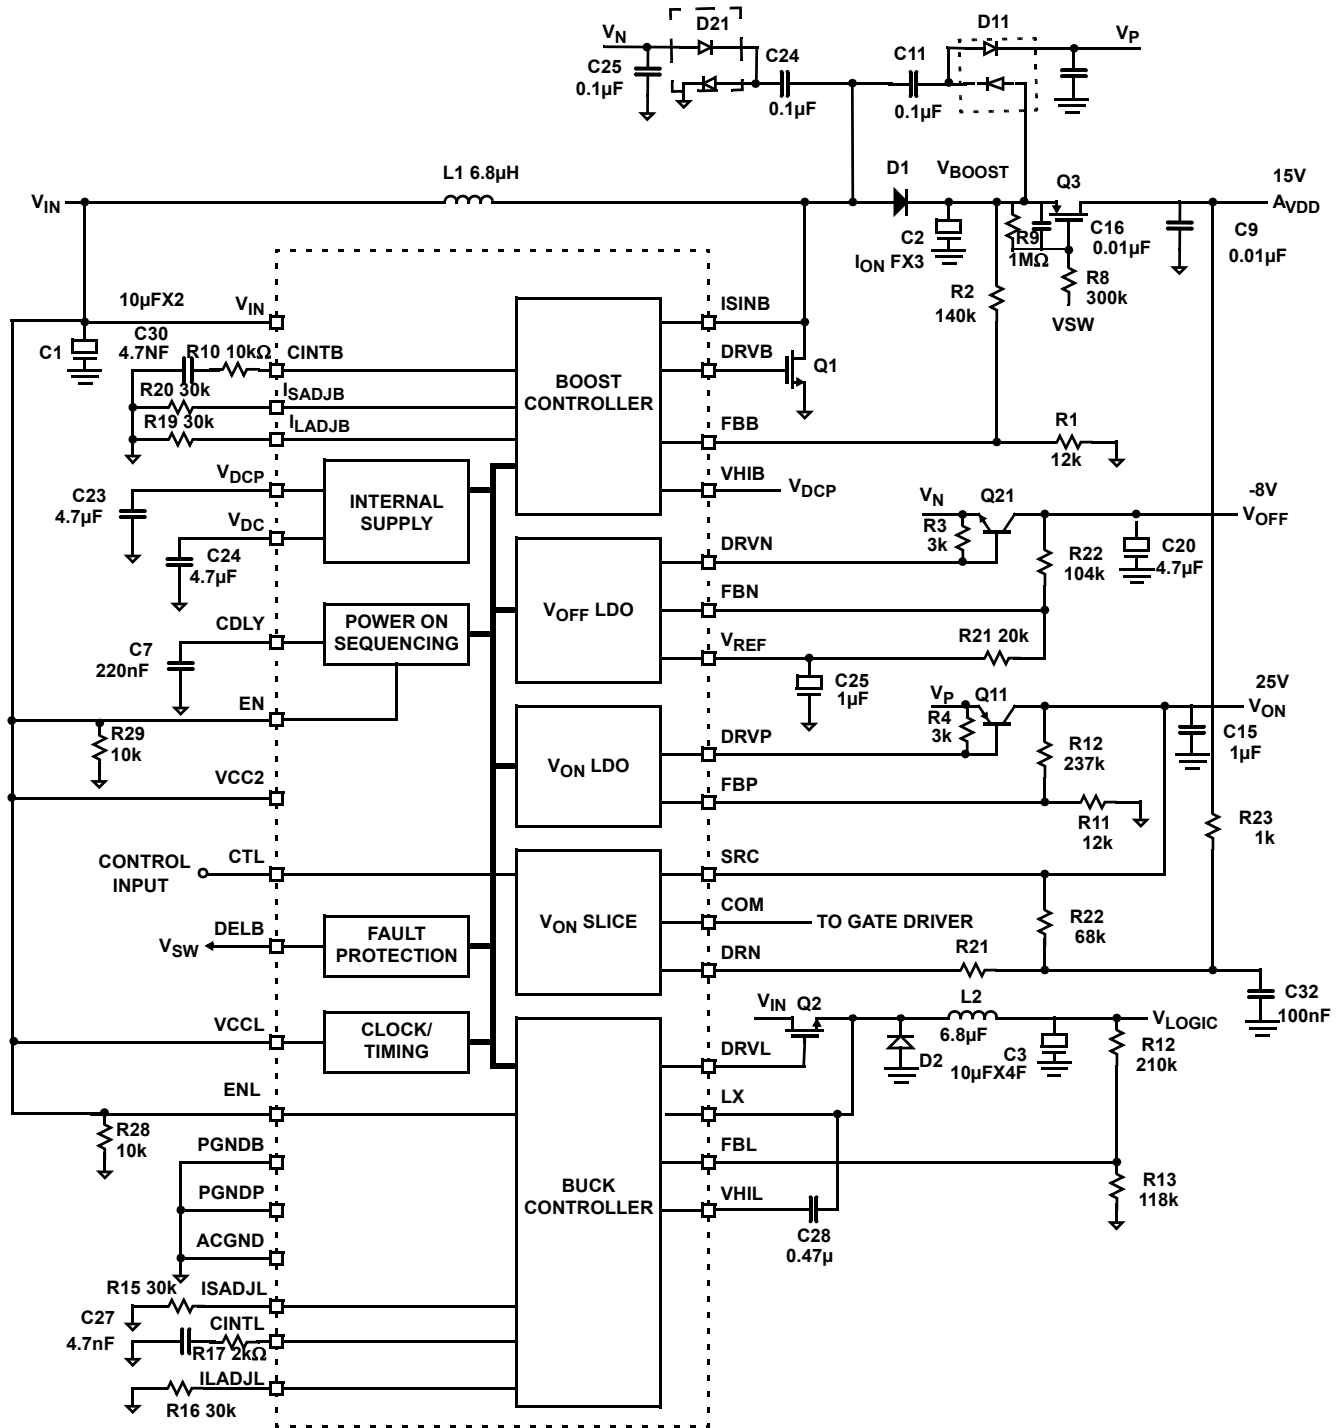 D21
D11
VN
VP
C25
0.1µF
C24
0.1µF
C11
0.1µF
L1 6.8µH
D1
VBOOST
Q3
15V
VIN
AVDD
C2
ION FX3
R9
1MΩ
C16
0.01µF
C9
0.01µF
R8
300k
VSW
R2
140k
10µFX2
VIN
ISINB
C1
C30
4.7NF
R10 10kΩ
CINTB
DRVB
Q1
R20 30k
ISADJB
BOOST
CONTROLLER
R19 30k
ILADJB
FBB
R1
12k
VDCP
INTERNAL
SUPPLY
VHIB
VDCP
C23
4.7µF
VDC
C24
4.7µF
VN
Q21
-8V
VOFF
R3
3k
DRVN
R22
104k
C20
4.7µF
VOFF LDO
FBN
CDLY
POWER ON
SEQUENCING
C7
220nF
VREF
R21 20k
C25
1µF
EN
R29
10k
VP
Q11
25V
VON
R4
3k
DRVP
R12
237k
C15
1µF
VON LDO
VCC2
FBP
R11
12k
R23
1k
CONTROL
INPUT
CTL
SRC
VON SLICE
COM
TO GATE DRIVER
R22
68k
VSW
DELB
FAULT
PROTECTION
DRN
R21
C32
100nF
VIN
Q2
L2
6.8µF
VLOGIC
VCCL
CLOCK/
TIMING
DRVL
D2
C3
10µFX4F
R12
210k
ENL
LX
R28
10k
PGNDB
FBL
BUCK
CONTROLLER
R13
118k
PGNDP
VHIL
C28
0.47µ
ACGND
R15 30k
ISADJL
C27
4.7nF
CINTL
R17 2kΩ
ILADJL
R16 30k